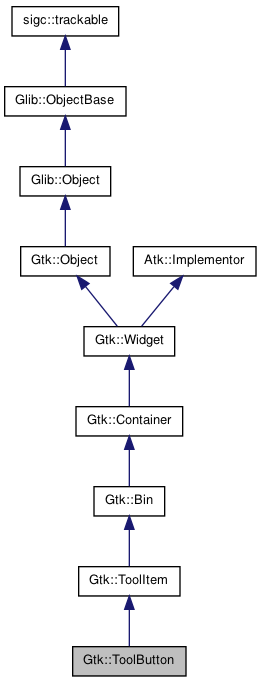 sigc::trackable
Glib::ObjectBase
Glib::Object
Gtk::Object
Atk::Implementor
Gtk::Widget
Gtk::Container
Gtk::Bin
Gtk::ToolItem
Gtk::ToolButton